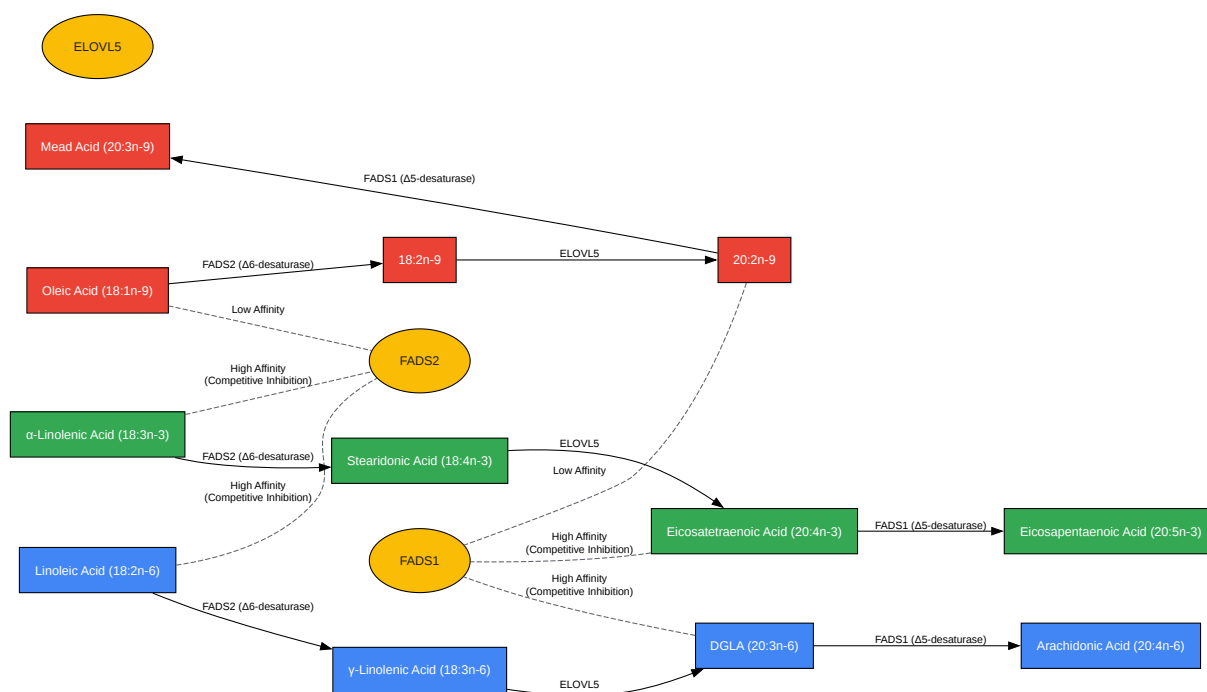 ELOVL5
Mead Acid (20:3n-9)
FADS1 (Δ5-desaturase)
Oleic Acid (18:1n-9)
FADS2 (Δ6-desaturase)
18:2n-9
ELOVL5
20:2n-9
Low Affinity
FADS2
High Affinity
(Competitive Inhibition)
α-Linolenic Acid (18:3n-3)
FADS2 (Δ6-desaturase)
Stearidonic Acid (18:4n-3)
ELOVL5
Low Affinity
High Affinity
(Competitive Inhibition)
Eicosatetraenoic Acid (20:4n-3)
FADS1 (Δ5-desaturase)
Eicosapentaenoic Acid (20:5n-3)
High Affinity
(Competitive Inhibition)
FADS1
Linoleic Acid (18:2n-6)
High Affinity
(Competitive Inhibition)
FADS2 (Δ6-desaturase)
DGLA (20:3n-6)
FADS1 (Δ5-desaturase)
Arachidonic Acid (20:4n-6)
γ-Linolenic Acid (18:3n-6)
ELOVL5